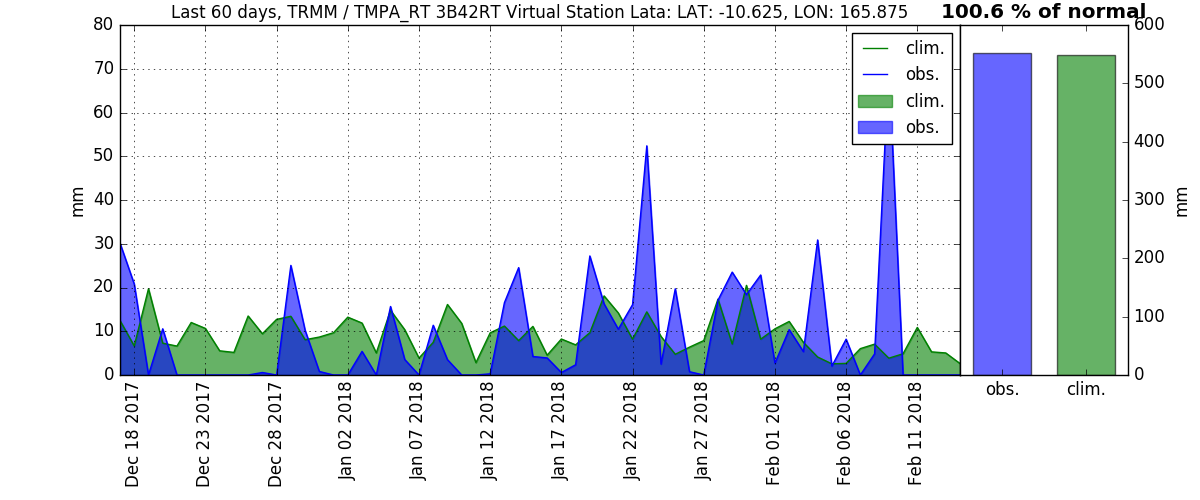 Last 60 days, TRMM / TMPA_RT 3B42RT Virtual Station Lata: LAT: -10.625, LON: 165.875
100.6 % of normal
80
70
60
50
40
30
20
10
0
mm
clim.
obs.
clim.
obs.
Dec 18 2017
Dec 23 2017
Dec 28 2017
Jan 02 2018
Jan 07 2018
Jan 12 2018
Jan 17 2018
Jan 22 2018
Jan 27 2018
Feb 01 2018
Feb 06 2018
Feb 11 2018
600
500
400
300
200
100
0
mm
obs.
clim.